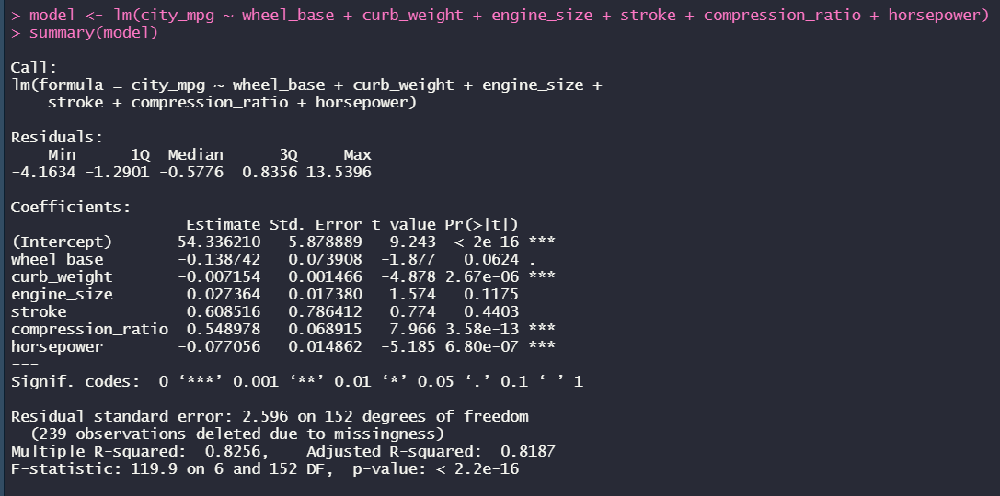 > model <- lm(city_mpg ~ wheel_base + curb_weight + engine_size + stroke + compression_ratio + horsepower)
> summary(model)

Call:
lm(formula = city_mpg ~ wheel_base + curb_weight + engine_size +
    stroke + compression_ratio + horsepower)

Residuals:
    Min      1Q  Median      3Q     Max
-4.1634 -1.2901 -0.5776  0.8356 13.5396

Coefficients:
                   Estimate Std. Error t value Pr(>|t|)
(Intercept)       54.336210   5.878889   9.243  < 2e-16 ***
wheel_base        -0.138742   0.073908  -1.877   0.0624 .
curb_weight       -0.007154   0.001466  -4.878 2.67e-06 ***
engine_size        0.027364   0.017380   1.574   0.1175
stroke             0.608516   0.786412   0.774   0.4403
compression_ratio  0.548978   0.068915   7.966 3.58e-13 ***
horsepower        -0.077056   0.014862  -5.185 6.80e-07 ***
---
Signif. codes:  0 ‘***’ 0.001 ‘**’ 0.01 ‘*’ 0.05 ‘.’ 0.1 ‘ ’ 1

Residual standard error: 2.596 on 152 degrees of freedom
  (239 observations deleted due to missingness)
Multiple R-squared:  0.8256,    Adjusted R-squared:  0.8187
F-statistic: 119.9 on 6 and 152 DF,  p-value: < 2.2e-16